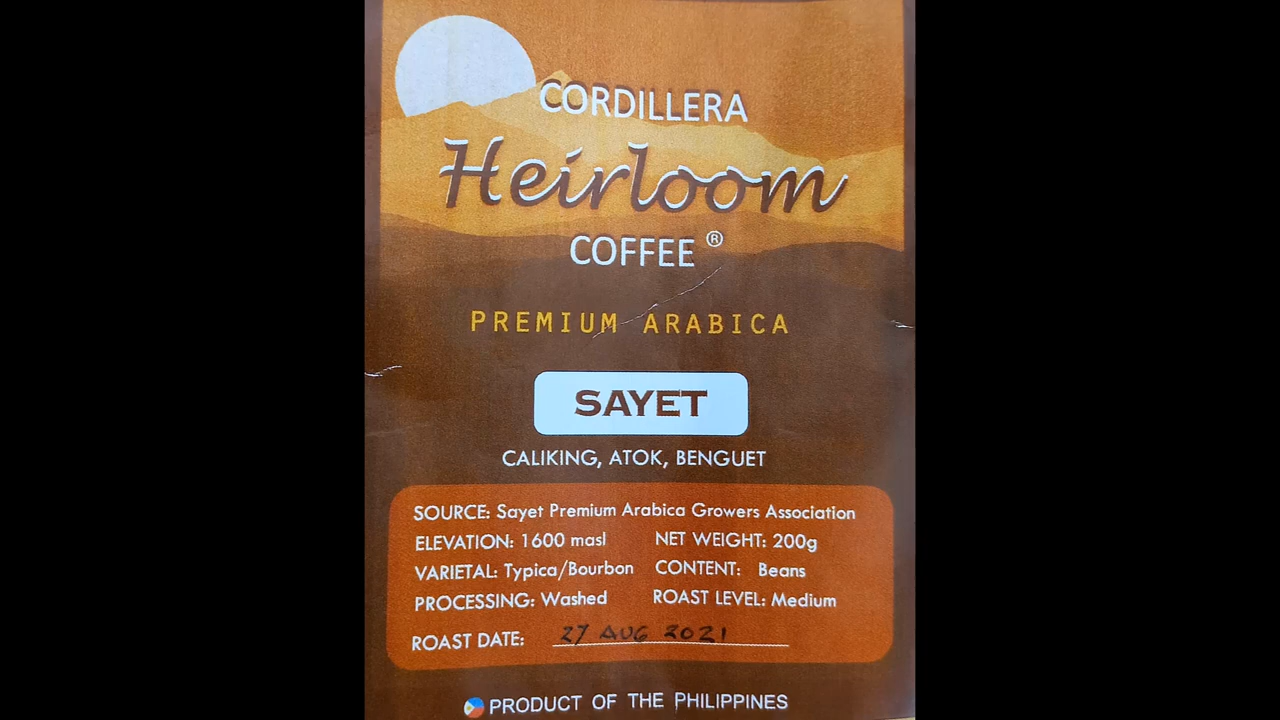 CORDILLERA
Heirloom
COFFEE ®
PREMIUM ARABICA
SAYET
CALIKING, ATOK, BENGUET
SOURCE: Sayet Premium Arabica Growers Association
ELEVATION: 1600 masl NET WEIGHT: 200g
VARIETAL: Typica/Bourbon CONTENT: Beans
PROCESSING: Washed ROAST LEVEL: Medium
ROAST DATE: 27 AUG 2021
PRODUCT OF THE PHILIPPINES